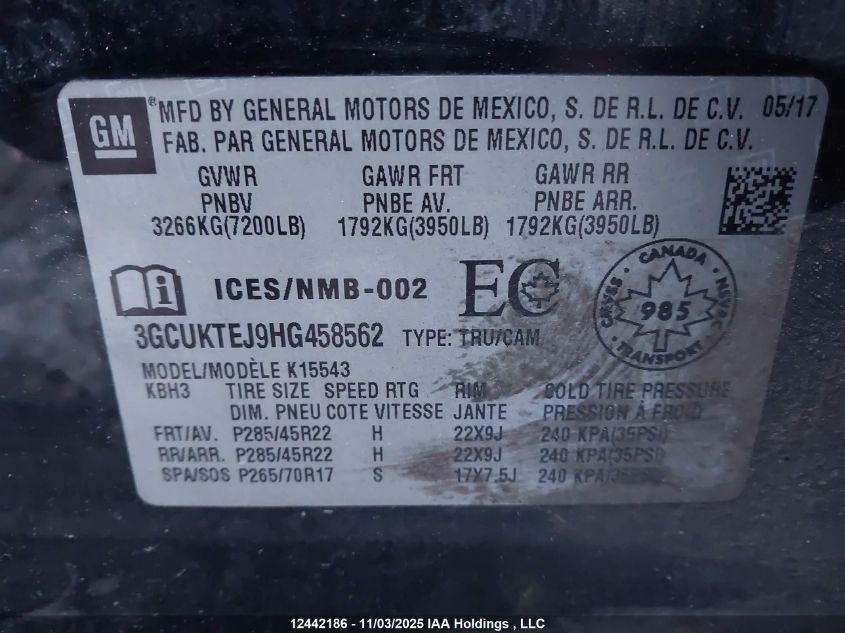 GM
® MFD BY GENERAL MOTORS DE MEXICO, S. DE R.L. DE C.V. 05/17
FAB. PAR GENERAL MOTORS DE MEXICO, S. DE R.L. DE C.V.
GVWR GAWR FRT GAWR RR
PNBV PNBE AV. PNBE ARR.
3266KG(7200LB) 1792KG(3950LB) 1792KG(3950LB)
i ICES/NMB-002 EC
CANADA
CMVSS 985 NSVAC
TRANSPORT
3GCUKTEJ9HG458562 TYPE: TRU/CAM
MODEL/MODÈLE K15543
KBH3 TIRE SIZE SPEED RTG RIM COLD TIRE PRESSURE
DIM. PNEU COTE VITESSE JANTE PRESSION À FROID
FRT/AV. P285/45R22 H 22X9J 240 KPA(35PSI)
RR/ARR. P285/45R22 H 22X9J 240 KPA(35PSI)
SPA/SOS P265/70R17 S 17X7.5J 240 KPA(35PSI)
12442186 - 11/03/2025 IAA Holdings , LLC